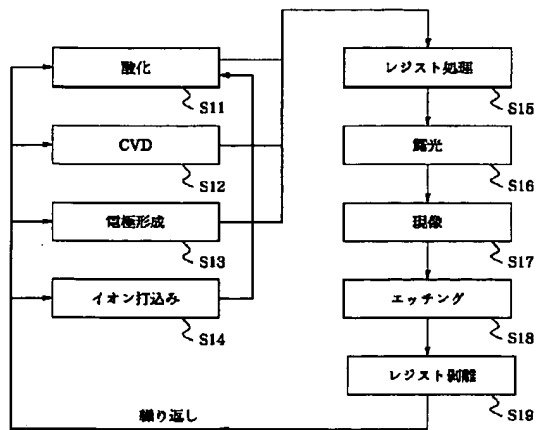 酸化
S11
CVD
S12
電極形成
S13
イオン打込み
S14
レジスト処理
S15
露光
S16
現像
S17
エッチング
S18
レジスト剥離
S19
繰り返し